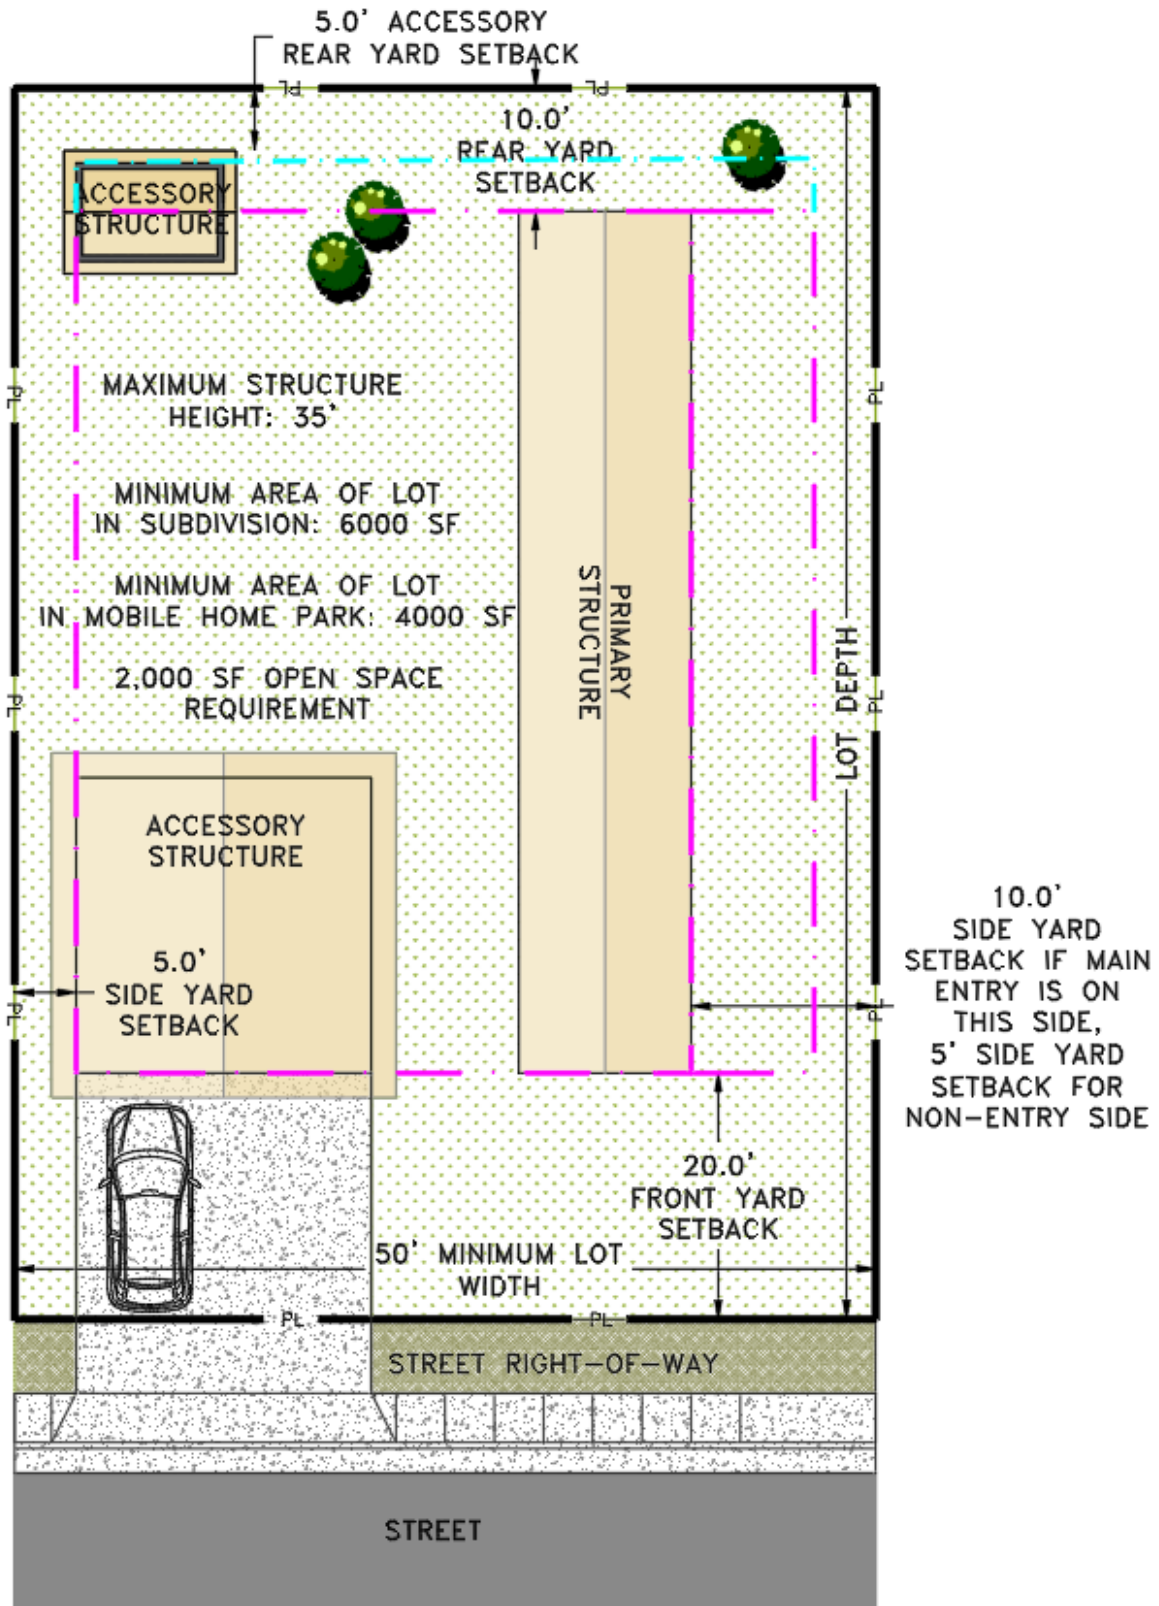 5.0' ACCESSORY
REAR YARD SETBACK
PL
PL
10.0'
REAR YARD
SETBACK
ACCESSORY
STRUCTURE
MAXIMUM STRUCTURE
HEIGHT: 35'
PL
PL
MINIMUM AREA OF LOT
IN SUBDIVISION: 6000 SF
MINIMUM AREA OF LOT
IN MOBILE HOME PARK: 4000 SF
2,000 SF OPEN SPACE
REQUIREMENT
PRIMARY
STRUCTURE
LOT DEPTH
PL
PL
ACCESSORY
STRUCTURE
5.0'
SIDE YARD
SETBACK
PL
PL
10.0'
SIDE YARD
SETBACK IF MAIN
ENTRY IS ON
THIS SIDE,
5' SIDE YARD
SETBACK FOR
NON-ENTRY SIDE
20.0'
FRONT YARD
SETBACK
50' MINIMUM LOT
WIDTH
PL
PL
STREET RIGHT-OF-WAY
STREET